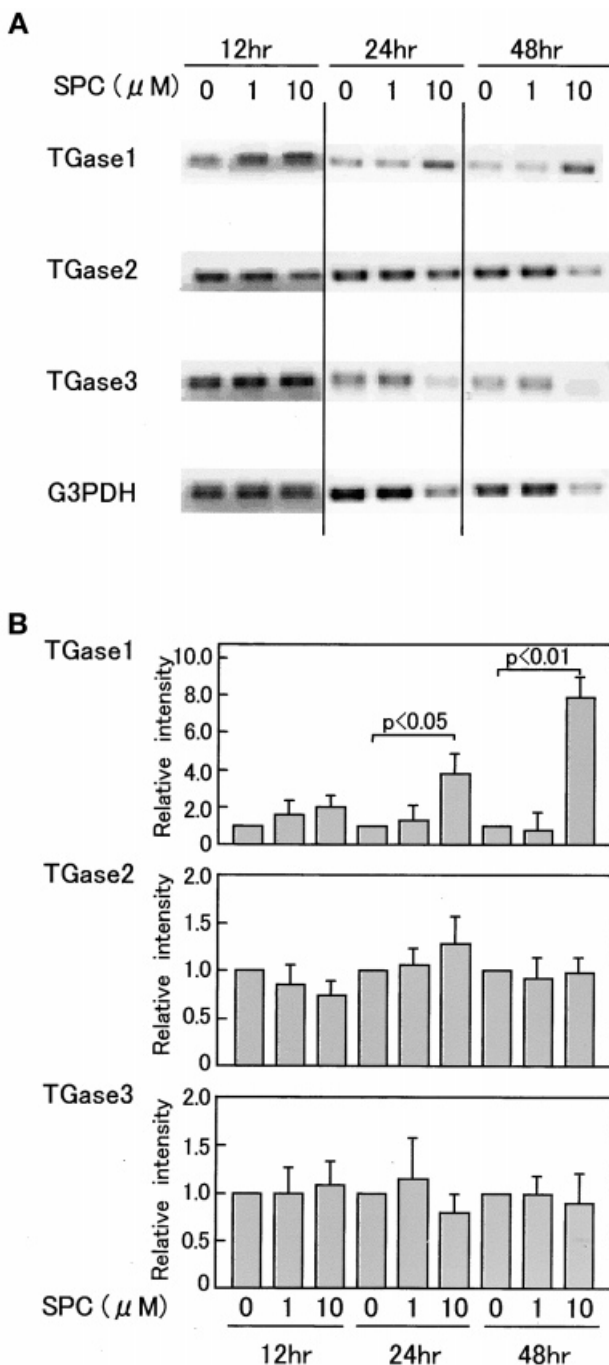 A
12hr 24hr 48hr
SPC ( μ M) 0 1 10 0 1 10 0 1 10
TGase1
TGase2
TGase3
G3PDH
B
TGase1
Relative intensity
10.0
8.0
6.0
4.0
2.0
0
p<0.05
p<0.01
TGase2
Relative intensity
2.0
1.5
1.0
0.5
0
TGase3
Relative intensity
2.0
1.5
1.0
0.5
0
SPC ( μ M) 0 1 10 0 1 10 0 1 10
12hr 24hr 48hr